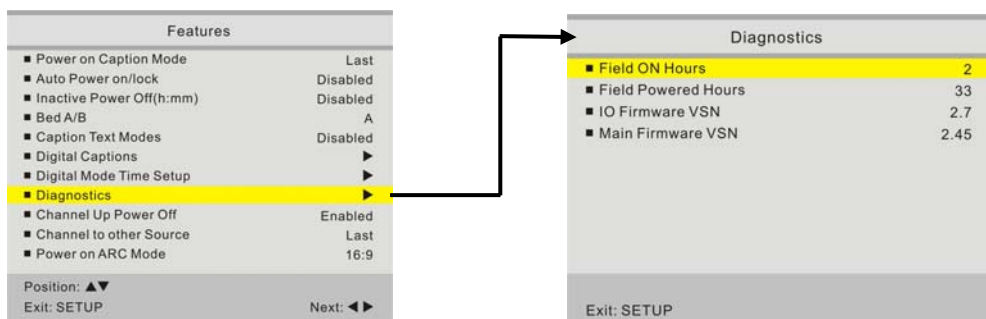 Features
■ Power on Caption Mode Last
■ Auto Power on/lock Disabled
■ Inactive Power Off(h:mm) Disabled
■ Bed A/B A
■ Caption Text Modes Disabled
■ Digital Captions ▶
■ Digital Mode Time Setup ▶
■ Diagnostics ▶
■ Channel Up Power Off Enabled
■ Channel to other Source Last
■ Power on ARC Mode 16:9
Position: ▲▼
Exit: SETUP Next: ◀ ▶
Diagnostics
■ Field ON Hours 2
■ Field Powered Hours 33
■ IO Firmware VSN 2.7
■ Main Firmware VSN 2.45
Exit: SETUP